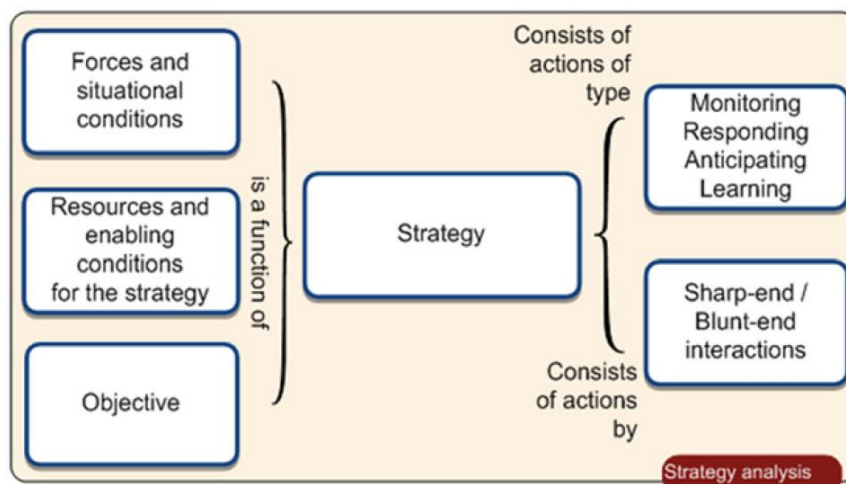 Forces and
situational
conditions
Resources and
enabling
conditions
for the strategy
Objective
is a function of
Strategy
Consists of
actions of
type
Monitoring
Responding
Anticipating
Learning
Sharp-end /
Blunt-end
interactions
Consists
of actions
by
Strategy analysis